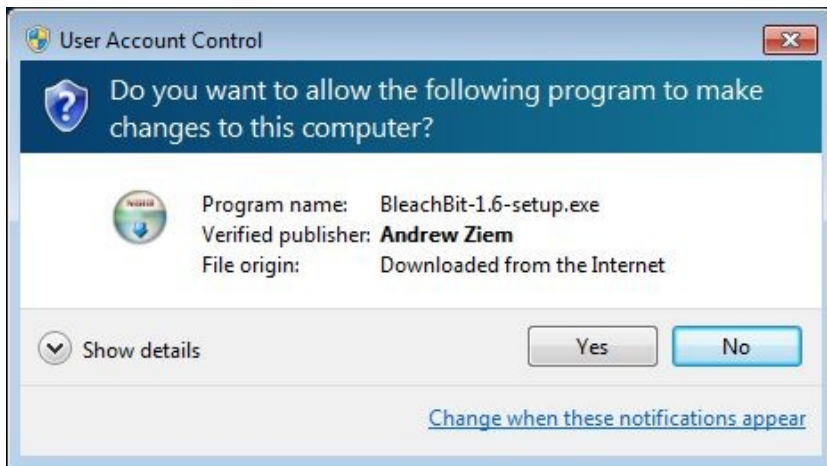 User Account Control
Do you want to allow the following program to make
changes to this computer?
Program name: BleachBit-1.6-setup.exe
Verified publisher: Andrew Ziem
File origin: Downloaded from the Internet
Show details
Yes No
Change when these notifications appear